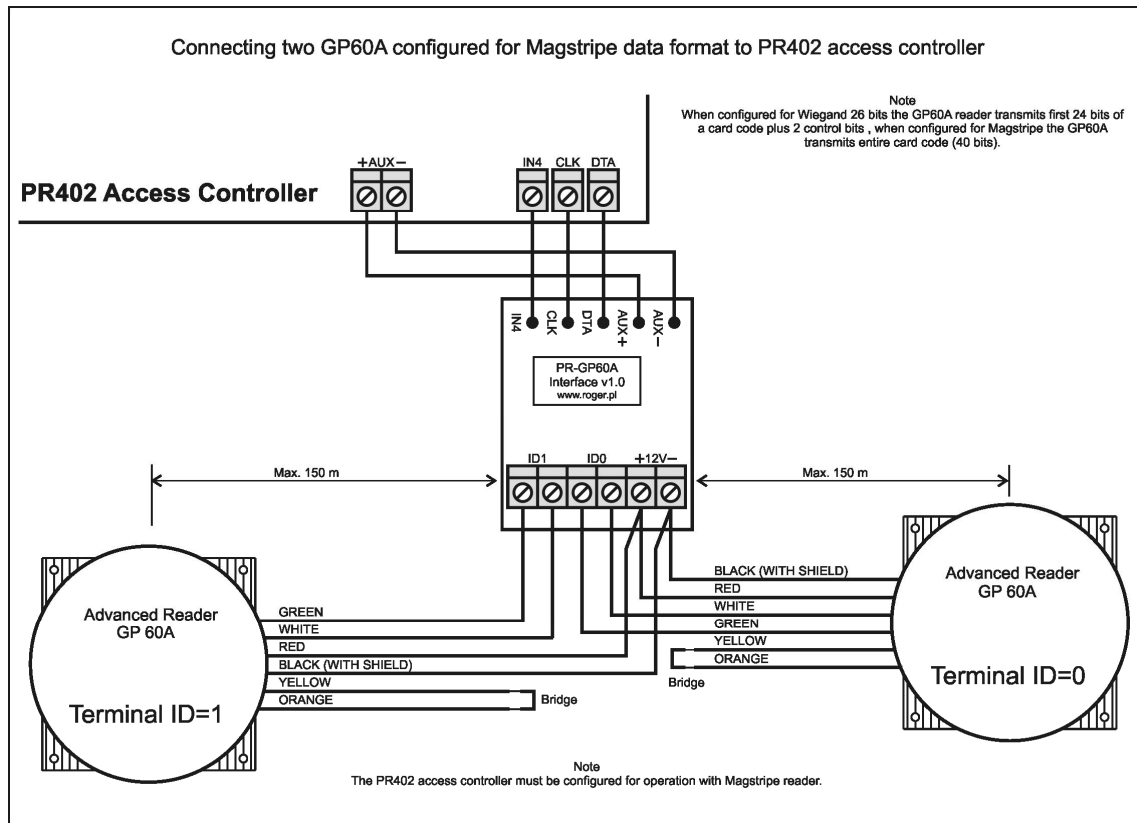 Connecting two GP60A configured for Magstripe data format to PR402 access controller
Note
When configured for Wiegand 26 bits the GP60A reader transmits first 24 bits of
a card code plus 2 control bits , when configured for Magstripe the GP60A
transmits entire card code (40 bits).
+AUX−
IN4 CLK DTA
PR402 Access Controller
IN4 CLK DTA AUX+ AUX−
PR-GP60A
Interface v1.0
www.roger.pl
ID1 ID0 +12V−
Max. 150 m
Max. 150 m
Advanced Reader
GP 60A
Terminal ID=1
GREEN
WHITE
RED
BLACK (WITH SHIELD)
YELLOW
ORANGE
Bridge
BLACK (WITH SHIELD)
RED
WHITE
GREEN
YELLOW
ORANGE
Bridge
Advanced Reader
GP 60A
Terminal ID=0
Note
The PR402 access controller must be configured for operation with Magstripe reader.